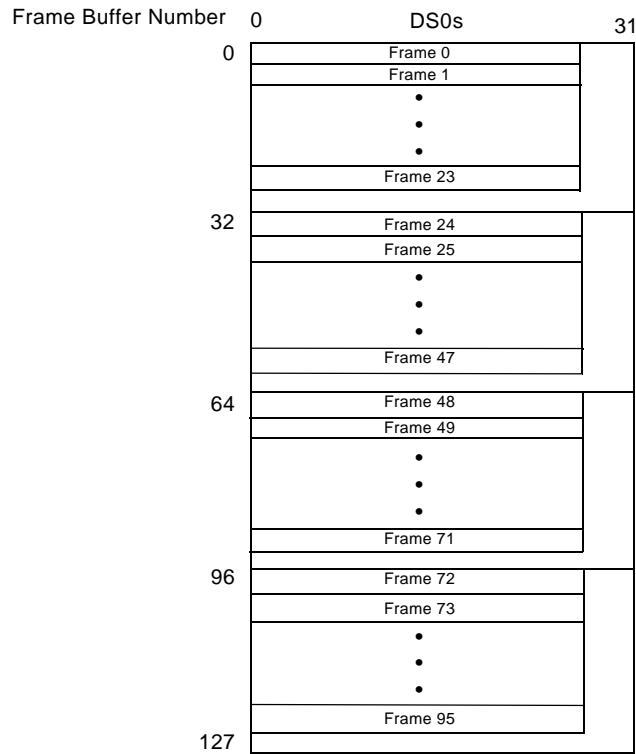 Frame Buffer Number 0 DS0s 31
0 Frame 0
Frame 1
Frame 23
32 Frame 24
Frame 25
Frame 47
64 Frame 48
Frame 49
Frame 71
96 Frame 72
Frame 73
Frame 95
127